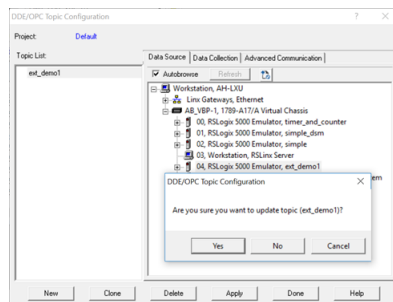 DDE/OPC Topic Configuration
Project: Default
Topic List:
ext_demo1
Data Source Data Collection Advanced Communication
Autobrowse Refresh
Workstation, AH-LXU
Linx Gateways, Ethernet
AB_VBP-1, 1789-A17/A Virtual Chassis
00, RSLogix 5000 Emulator, timer_and_counter
01, RSLogix 5000 Emulator, simple_dsm
02, RSLogix 5000 Emulator, simple
03, Workstation, RSLinx Server
04, RSLogix 5000 Emulator, ext_demo1
DDE/OPC Topic Configuration
Are you sure you want to update topic (ext_demo1)?
Yes No Cancel
New Clone Delete Apply Done Help